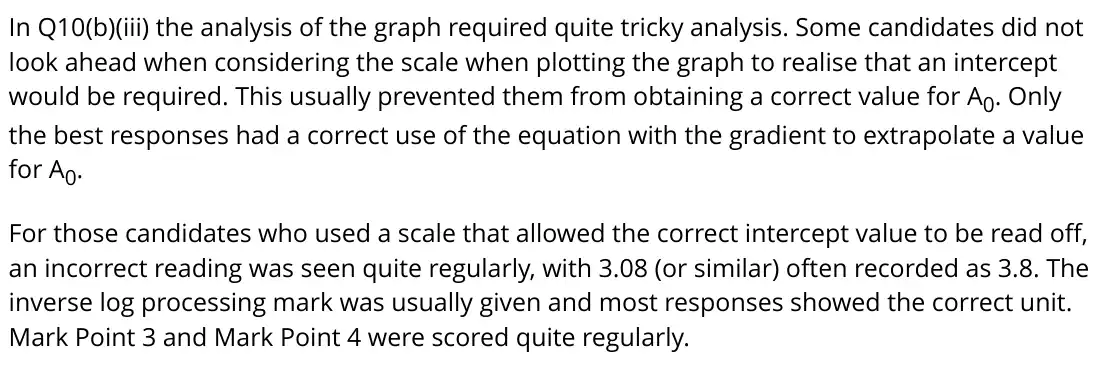 In Q10(b)(iii) the analysis of the graph required quite tricky analysis. Some candidates did not
look ahead when considering the scale when plotting the graph to realise that an intercept
would be required. This usually prevented them from obtaining a correct value for A0. Only
the best responses had a correct use of the equation with the gradient to extrapolate a value
for A0.
For those candidates who used a scale that allowed the correct intercept value to be read off,
an incorrect reading was seen quite regularly, with 3.08 (or similar) often recorded as 3.8. The
inverse log processing mark was usually given and most responses showed the correct unit.
Mark Point 3 and Mark Point 4 were scored quite regularly.